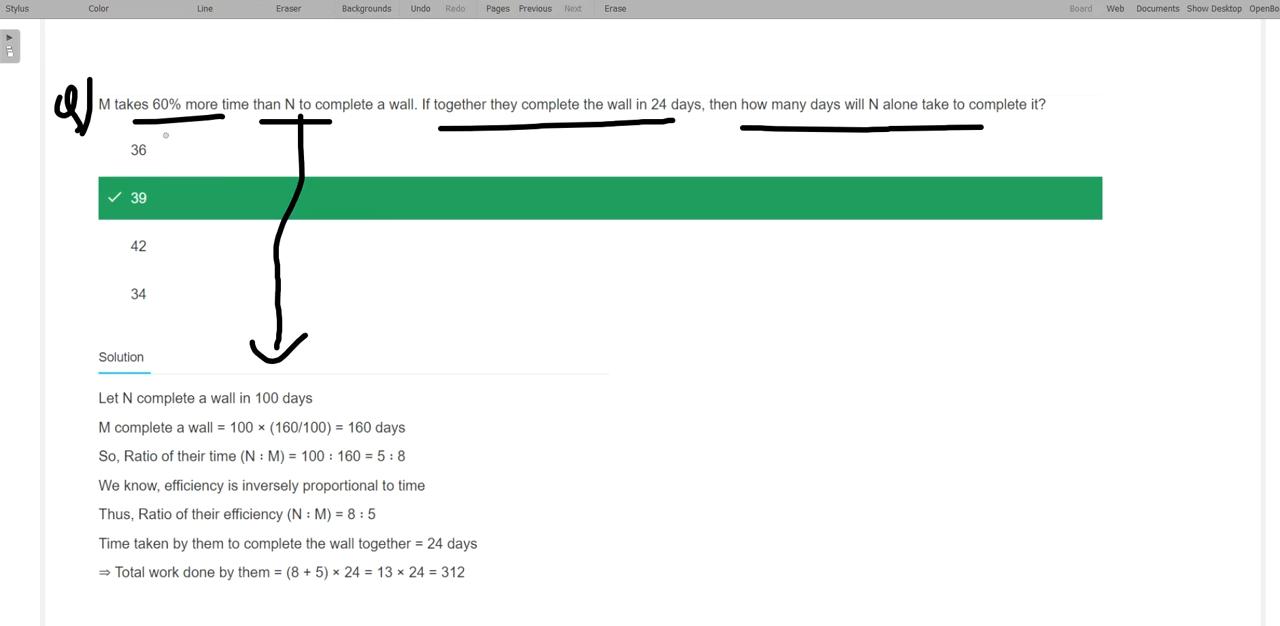 Stylus Color Line Eraser Backgrounds Undo Redo Pages Previous Next Erase Board Web Documents Show Desktop OpenBo
Q) M takes 60% more time than N to complete a wall. If together they complete the wall in 24 days, then how many days will N alone take to complete it?
36
39
42
34
Solution
Let N complete a wall in 100 days
M complete a wall = 100 × (160/100) = 160 days
So, Ratio of their time (N : M) = 100 : 160 = 5 : 8
We know, efficiency is inversely proportional to time
Thus, Ratio of their efficiency (N : M) = 8 : 5
Time taken by them to complete the wall together = 24 days
⇒ Total work done by them = (8 + 5) × 24 = 13 × 24 = 312